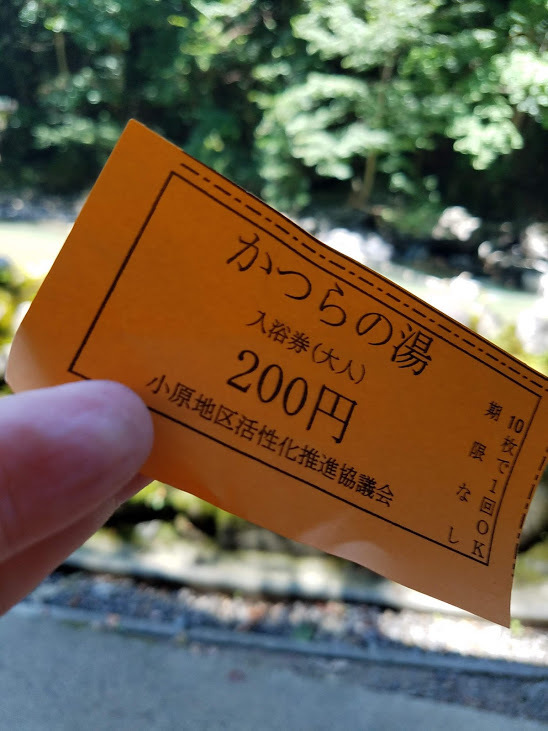 かつらの湯
入浴券(大人)
200円
小原地区活性化推進協議会
10枚で1回OK
期限なし